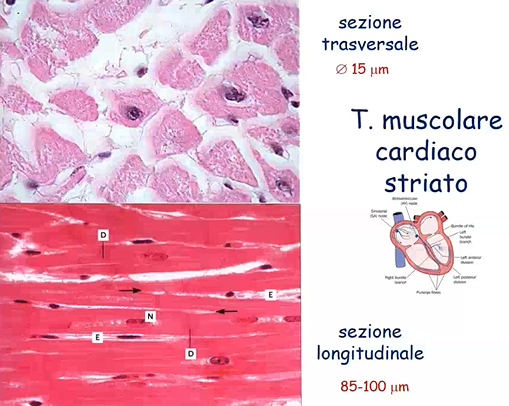 sezione
trasversale
∅ 15 μm
T. muscolare
cardiaco
striato
Atrioventricular
(AV) node
Sinoatrial
(SA) node
Bundle of His
Left
bundle
branch
Left anterior
division
Left posterior
division
Right bundle
branch
Purkinje fibers
D
E
N
E
D
sezione
longitudinale
85-100 μm